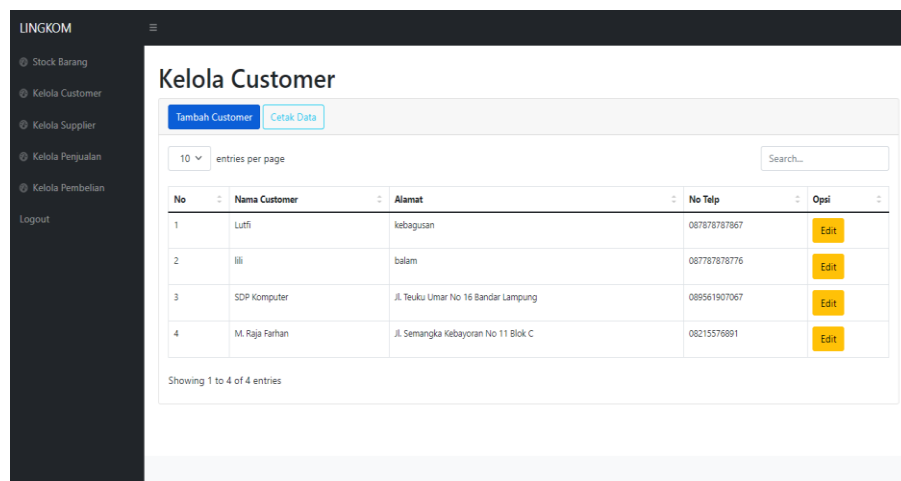 LINGKOM
Stock Barang
Kelola Customer
Kelola Supplier
Kelola Penjualan
Kelola Pembelian
Logout
Kelola Customer
Tambah Customer Cetak Data
10 entries per page Search...
No Nama Customer Alamat No Telp Opsi
1 Lutfi kebagusan 087878787867 Edit
2 lili balam 087787878776 Edit
3 SDP Komputer Jl. Teuku Umar No 16 Bandar Lampung 089561907067 Edit
4 M. Raja Farhan Jl. Semangka Kebayoran No 11 Blok C 08215576891 Edit
Showing 1 to 4 of 4 entries